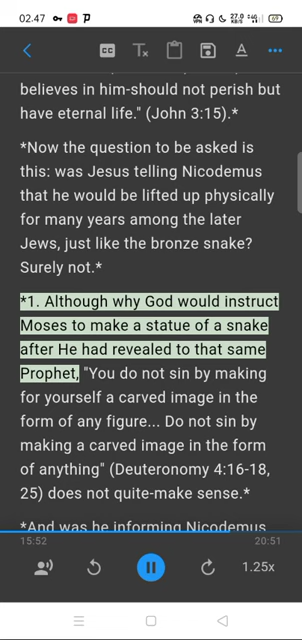 02.47
27.0
KB/S
CC
believes in him-should not perish but
have eternal life." (John 3:15).*
*Now the question to be asked is
this: was Jesus telling Nicodemus
that he would be lifted up physically
for many years among the later
Jews, just like the bronze snake?
Surely not.*
*1. Although why God would instruct
Moses to make a statue of a snake
after He had revealed to that same
Prophet, "You do not sin by making
for yourself a carved image in the
form of any figure... Do not sin by
making a carved image in the form
of anything" (Deuteronomy 4:16-18,
25) does not quite-make sense.*
*And was he informing Nicodemus
15:52
20:51
1.25x